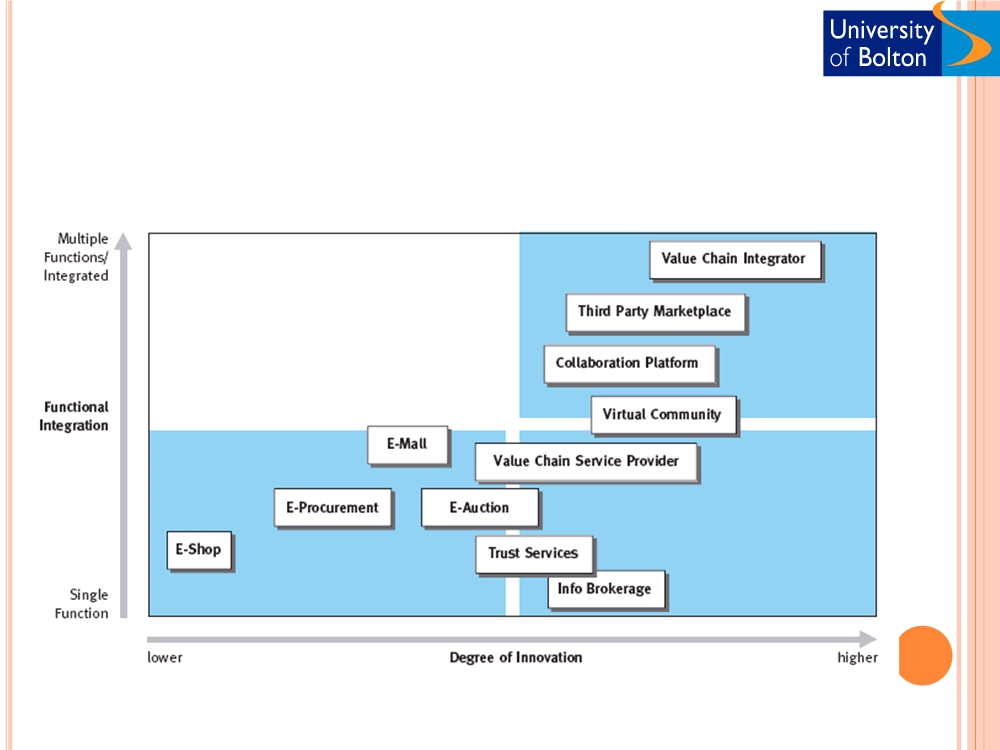 University
of Bolton
Multiple
Functions/
Integrated
Value Chain Integrator
Third Party Marketplace
Collaboration Platform
Functional
Integration
Virtual Community
E-Mall
Value Chain Service Provider
E-Procurement
E-Auction
E-Shop
Trust Services
Info Brokerage
Single
Function
lower
Degree of Innovation
higher